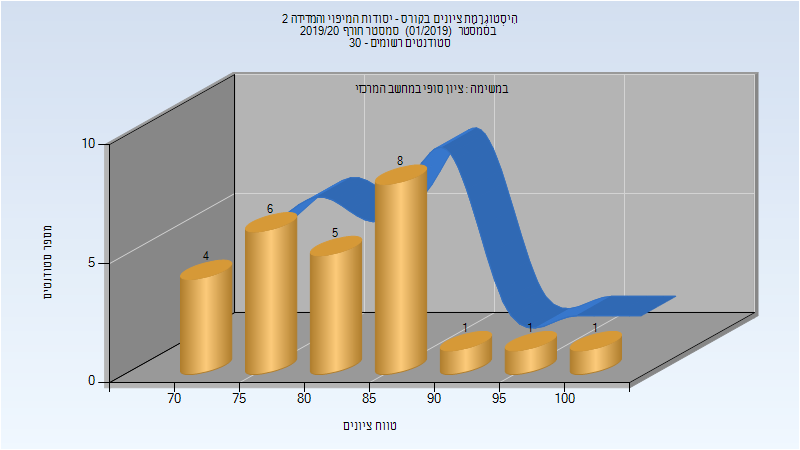 היסטוגרמת ציונים בקורס - יסודות המיפוי והמדידה 2
בסמסטר (01/2019) סמסטר חורף 2019/20
סטודנטים רשומים - 30
במשימה : ציון סופי במחשב המרכזי
מספר סטודנטים
10
5
0
4
6
5
8
1
1
1
70 75 80 85 90 95 100
טווח ציונים